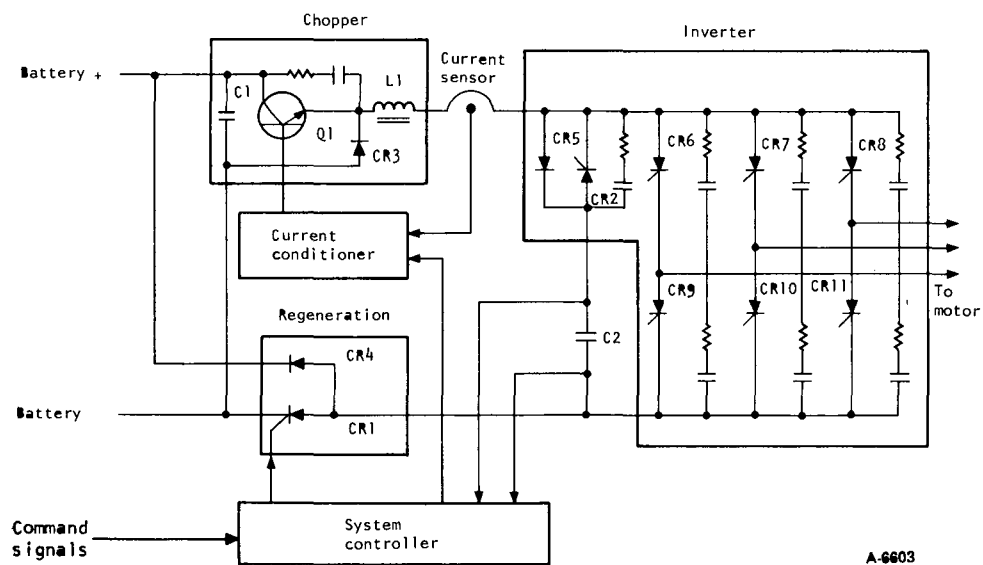 Chopper
Inverter
Battery +
C1
L1
Current
sensor
Q1
CR3
CR5
CR2
CR6
CR7
CR8
Current
conditioner
CR9
CR10
CR11
To
motor
Regeneration
C2
CR4
Battery
CR1
Command
signals
System
controller
A-6603